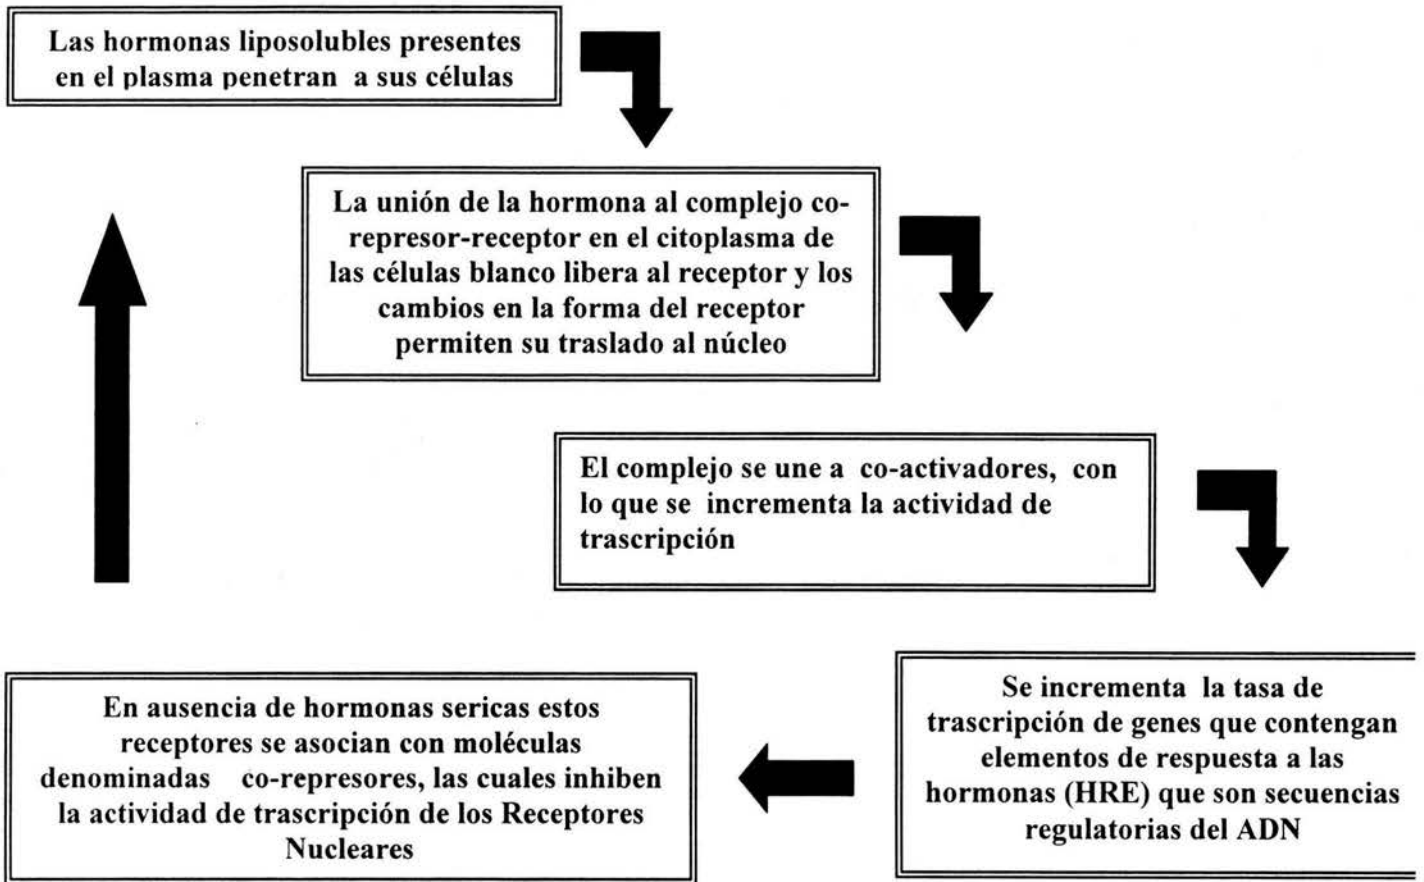 Las hormonas liposolubles presentes
en el plasma penetran a sus células
La unión de la hormona al complejo co-
represor-receptor en el citoplasma de
las células blanco libera al receptor y los
cambios en la forma del receptor
permiten su traslado al núcleo
El complejo se une a co-activadores, con
lo que se incrementa la actividad de
trascripción
Se incrementa la tasa de
trascripción de genes que contengan
elementos de respuesta a las
hormonas (HRE) que son secuencias
regulatorias del ADN
En ausencia de hormonas sericas estos
receptores se asocian con moléculas
denominadas co-represores, las cuales inhiben
la actividad de trascripción de los Receptores
Nucleares